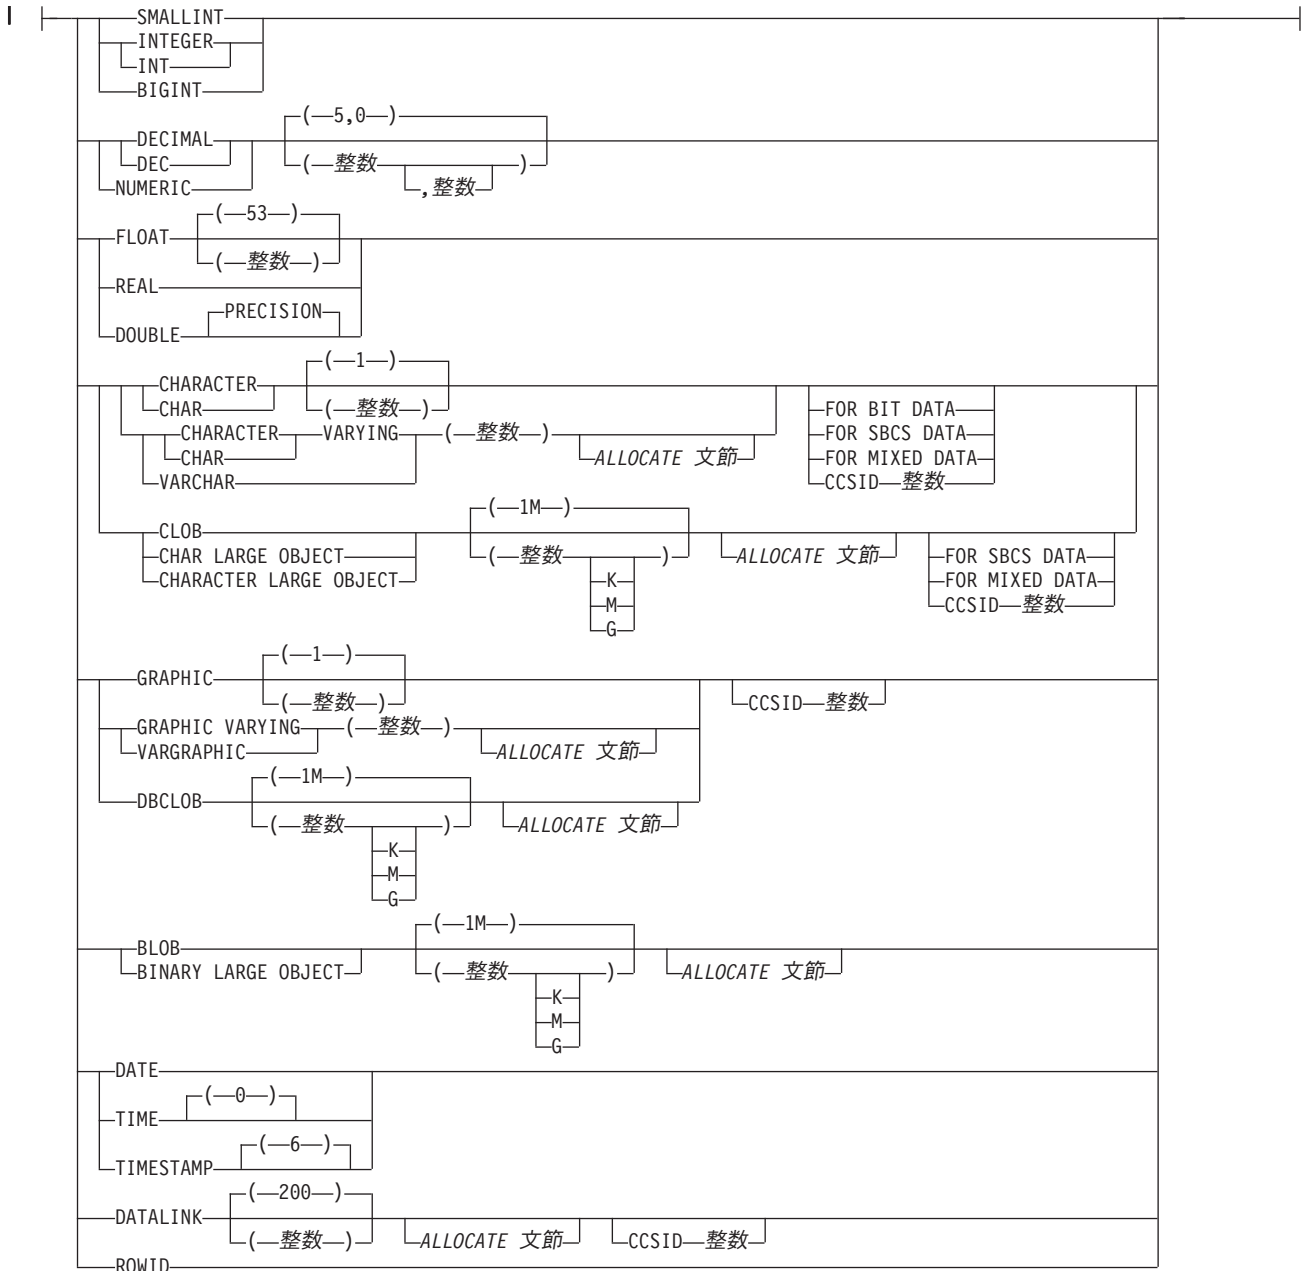 SMALLINT
INTEGER
INT
BIGINT
( 5,0 )
DECIMAL
DEC ( 整数 )
NUMERIC ,整数
( 53 )
FLOAT
( 整数 )
REAL
PRECISION
DOUBLE
( 1 )
CHARACTER
CHAR ( 整数 ) FOR BIT DATA
CHARACTER VARYING ( 整数 ) FOR SBCS DATA
CHAR ALLOCATE 文節 FOR MIXED DATA
VARCHAR CCSID 整数
( 1M )
CLOB
CHAR LARGE OBJECT ( 整数 ) ALLOCATE 文節 FOR SBCS DATA
CHARACTER LARGE OBJECT K FOR MIXED DATA
M CCSID 整数
G
( 1 )
GRAPHIC
( 整数 ) CCSID 整数
GRAPHIC VARYING ( 整数 )
VARGRAPHIC ALLOCATE 文節
( 1M )
DBCLOB
( 整数 ) ALLOCATE 文節
K
M
G
( 1M )
BLOB
BINARY LARGE OBJECT ( 整数 ) ALLOCATE 文節
K
M
G
DATE
( 0 )
TIME
( 6 )
TIMESTAMP
( 200 )
DATALINK
( 整数 ) ALLOCATE 文節 CCSID 整数
ROWID